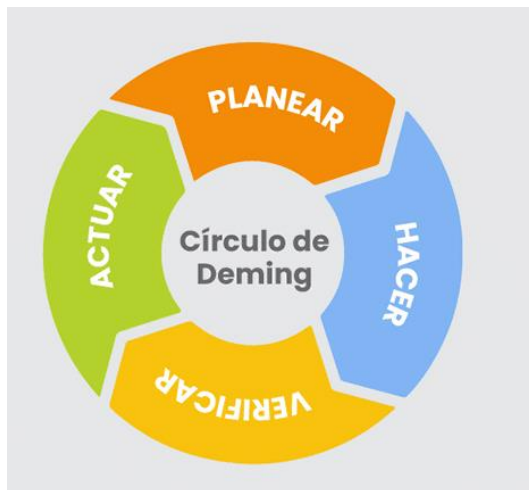 PLANEAR
HACER
VERIFICAR
ACTUAR
Círculo de
Deming